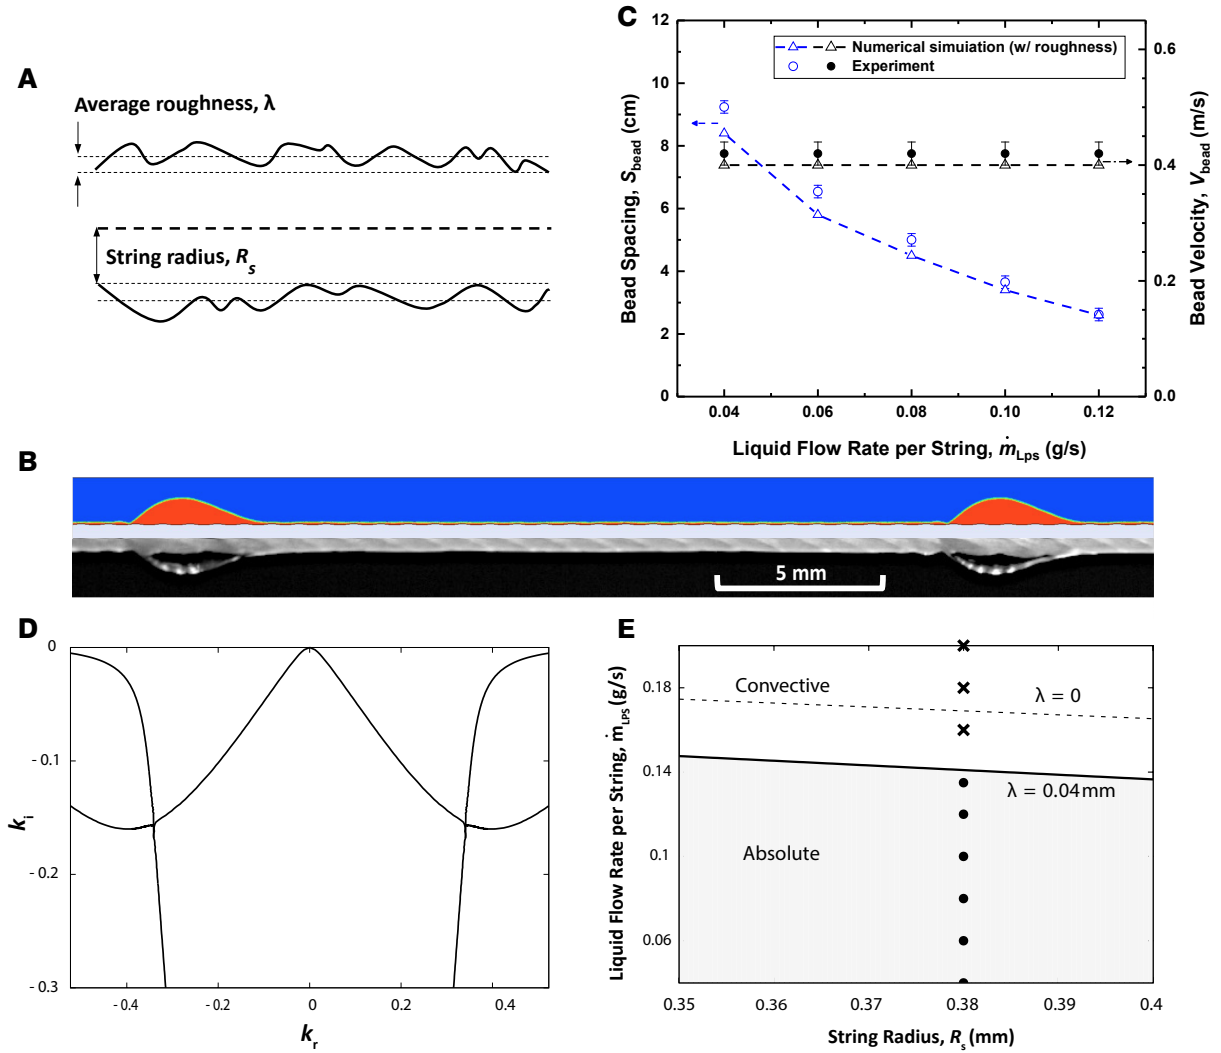 A
Average roughness, λ
String radius, Rs
B
5 mm
C
12
10
8
6
4
2
0
Bead Spacing, Sbead (cm)
0.6
0.4
0.2
0.0
Bead Velocity, Vbead (m/s)
Numerical simuiation (w/ roughness)
Experiment
0.04
0.06
0.08
0.10
0.12
Liquid Flow Rate per String, ṁLps (g/s)
D
0
-0.1
-0.2
-0.3
ki
-0.4
-0.2
0
0.2
0.4
kr
E
Liquid Flow Rate per String, ṁLPS (g/s)
0.18
0.14
0.1
0.06
Convective
λ = 0
λ = 0.04mm
Absolute
0.35
0.36
0.37
0.38
0.39
0.4
String Radius, Rs (mm)